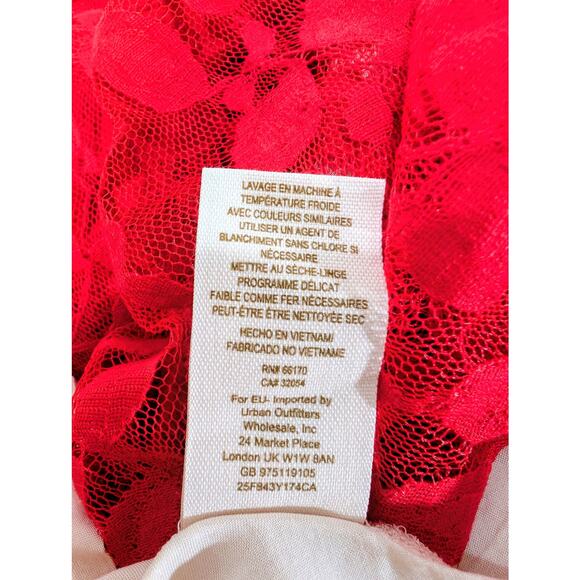 LAVAGE EN MACHINE À
TEMPÉRATURE FROIDE
AVEC COULEURS SIMILAIRES
UTILISER UN AGENT DE
BLANCHIMENT SANS CHLORE SI
NÉCESSAIRE
METTRE AU SÈCHE-LINGE
PROGRAMME DÉLICAT
FAIBLE COMME FER NÉCESSAIRES
PEUT-ÊTRE ÊTRE NETTOYÉE SEC
HECHO EN VIETNAM/
FABRICADO NO VIETNAME
RN# 66170
CA# 32054
For EU- Imported by
Urban Outfitters
Wholesale, Inc
24 Market Place
London UK W1W 8AN
GB 975119105
25F843Y174CA